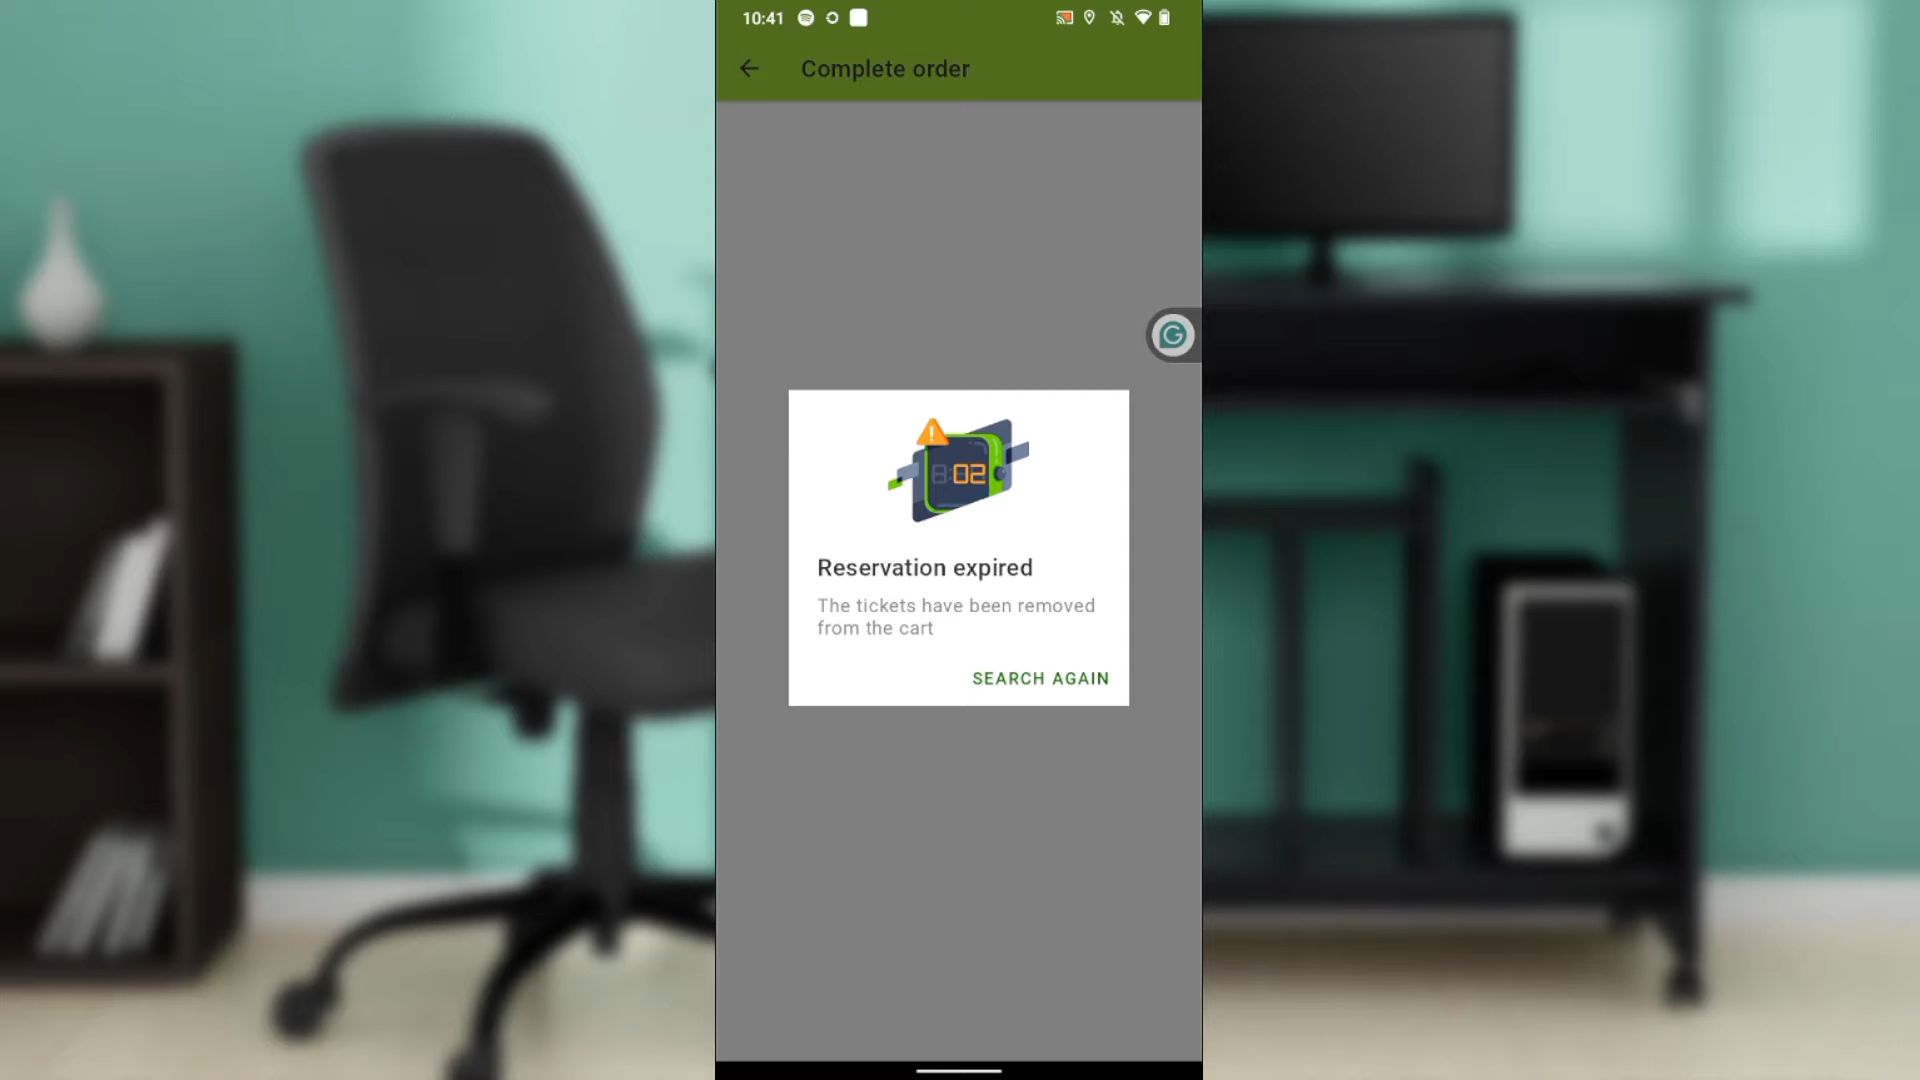 10:41
Complete order
8:02
Reservation expired
The tickets have been removed
from the cart
SEARCH AGAIN